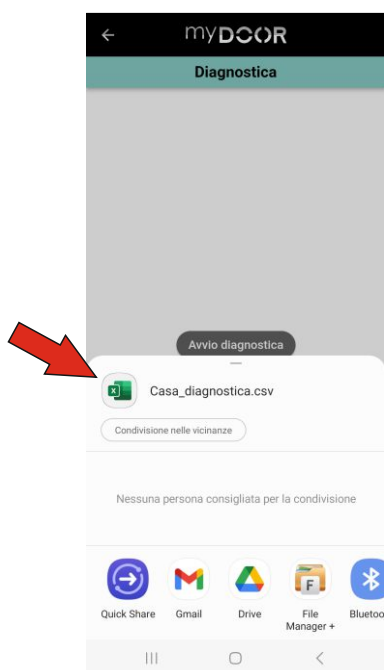 myDOOR
Diagnostica
Avvio diagnostica
Casa_diagnostica.csv
Condivisione nelle vicinanze
Nessuna persona consigliata per la condivisione
Quick Share Gmail Drive File Manager + Bluetoo